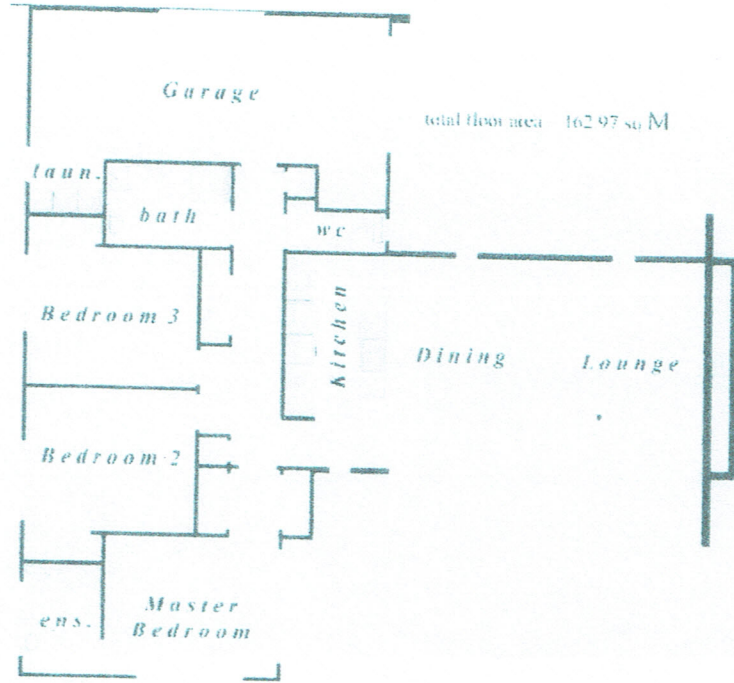 Garage
total floor area 162.97 sq M
laun.
bath
wc
Bedroom 3
Kirchen
Dining
Lounge
Bedroom 2
ens.
Master
Bedroom